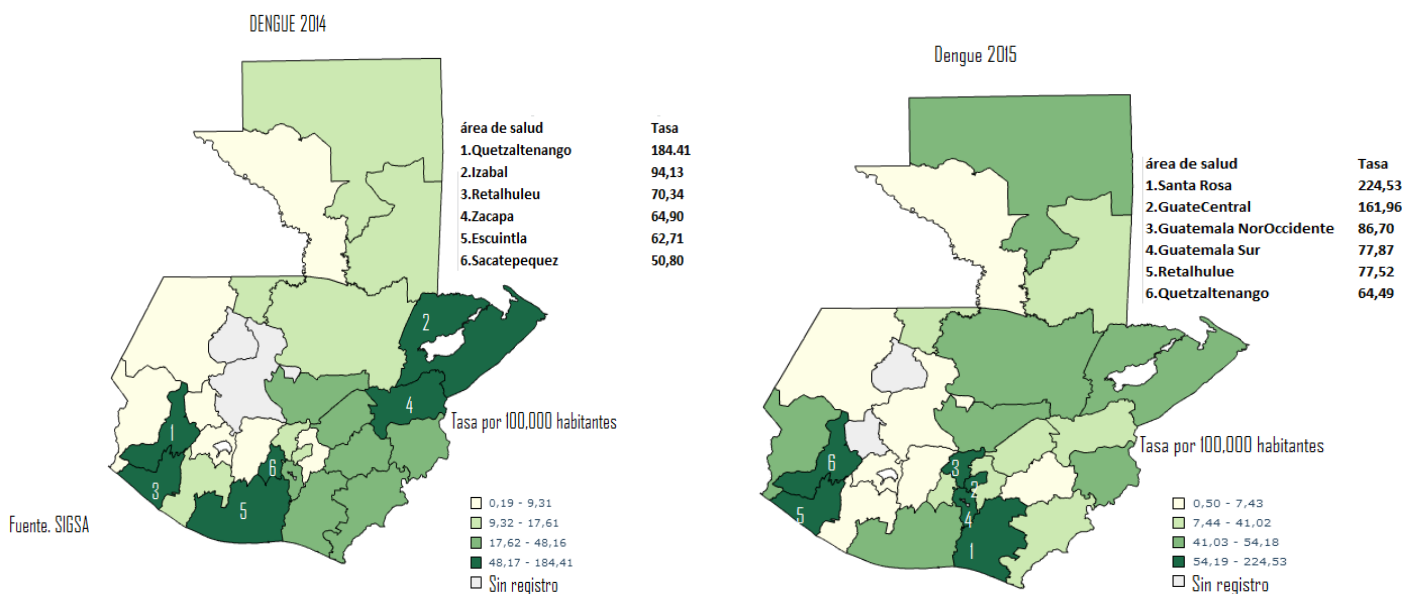 DENGUE 2014
área de salud Tasa
1.Quetzaltenango 184.41
2.Izabal 94,13
3.Retalhuleu 70,34
4.Zacapa 64,90
5.Escuintla 62,71
6.Sacatepequez 50,80
2
4
1
6
3
5
Tasa por 100,000 habitantes
0,19 - 9,31
9,32 - 17,61
17,62 - 48,16
48,17 - 184,41
Sin registro
Fuente. SIGSA
Dengue 2015
área de salud Tasa
1.Santa Rosa 224,53
2.GuateCentral 161,96
3.Guatemala NorOccidente 86,70
4.Guatemala Sur 77,87
5.Retalhulue 77,52
6.Quetzaltenango 64,49
6
3
2
5
4
1
Tasa por 100,000 habitantes
0,50 - 7,43
7,44 - 41,02
41,03 - 54,18
54,19 - 224,53
Sin registro